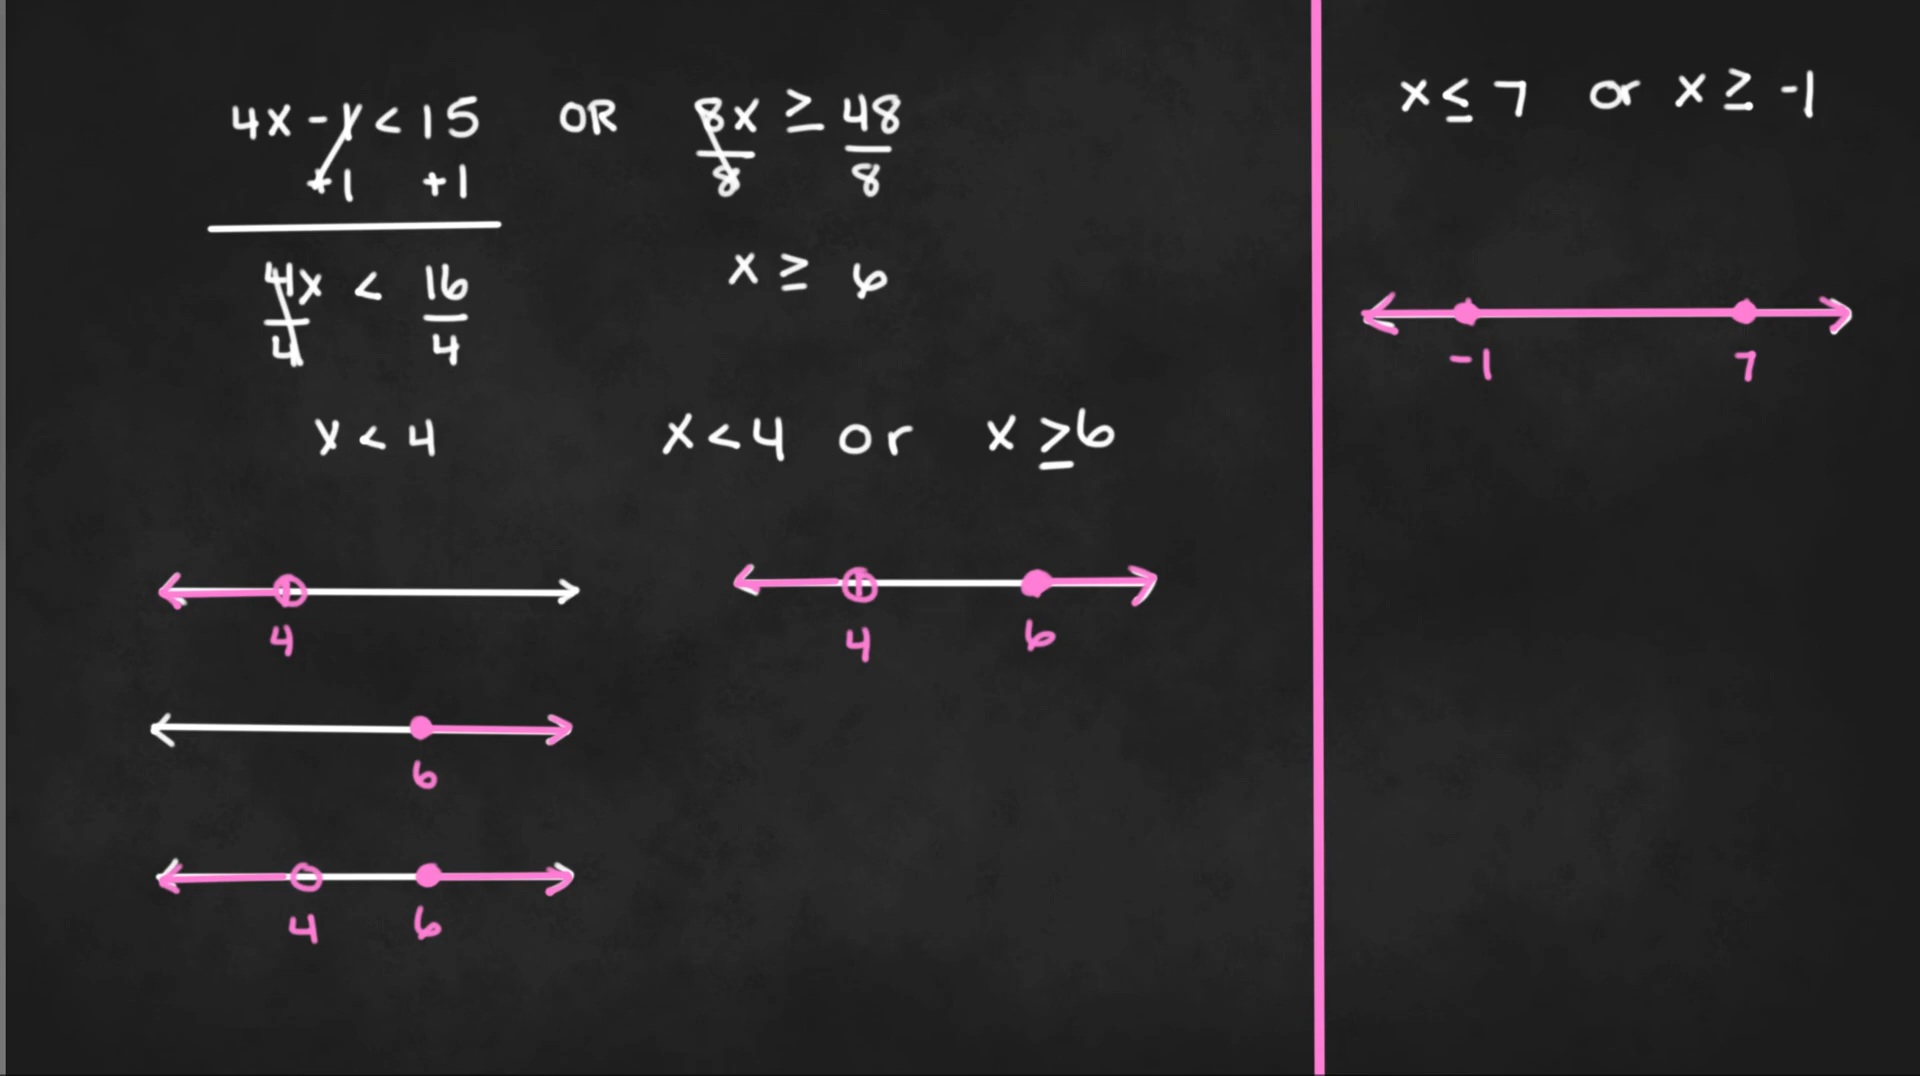 4x - 1 < 15 OR 8x ≥ 48
+1 +1 8 8
4x < 16 x ≥ 6
4 4
x < 4 x < 4 or x ≥ 6
4 4 6
6
4 6
x ≤ 7 or x ≥ -1
-1 7